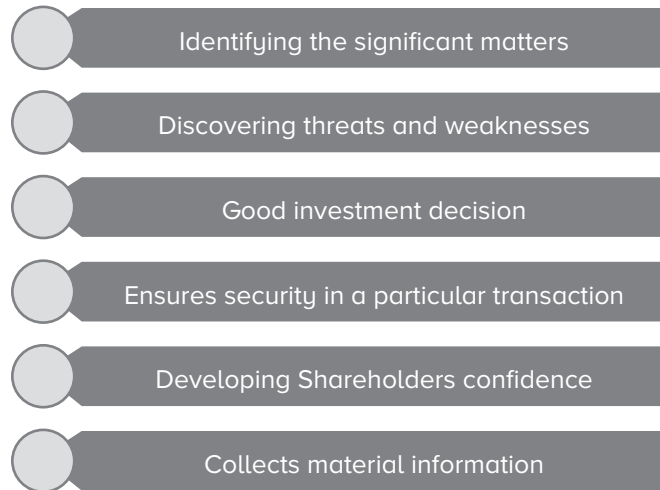 Identifying the significant matters
Discovering threats and weaknesses
Good investment decision
Ensures security in a particular transaction
Developing Shareholders confidence
Collects material information